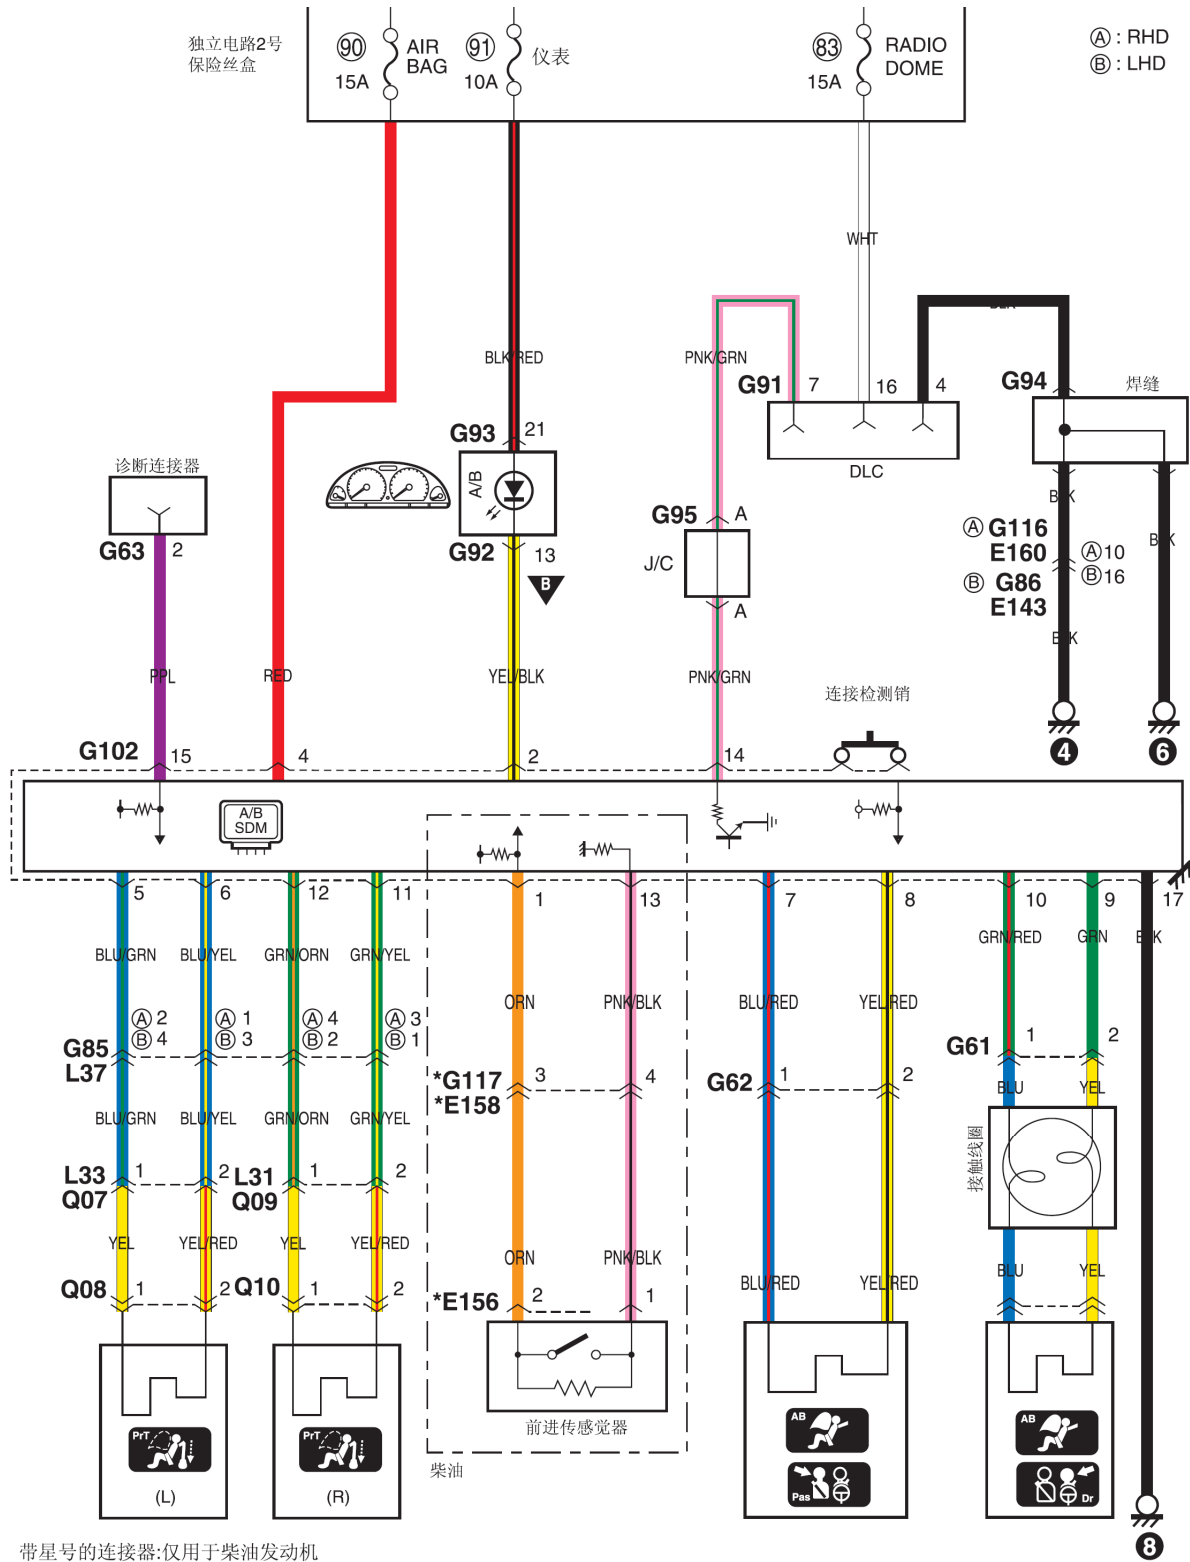 独立电路2号
保险丝盒
90
15A
AIR
BAG
91
10A
仪表
83
15A
RADIO
DOME
A : RHD
B : LHD
WHT
BLK/RED
PNK/GRN
G91
7
16
4
DLC
G94
焊缝
G93
21
A/B
G92
13
B
诊断连接器
G63
2
G95
A
J/C
A
BLK
A G116
E160
A 10
B 16
B G86
E143
BLK
BLK
PPL
RED
YEL/BLK
PNK/GRN
连接检测销
4
6
G102
15
4
2
14
A/B
SDM
5
6
12
11
1
13
7
8
10
9
17
BLU/GRN
BLU/YEL
GRN/ORN
GRN/YEL
ORN
PNK/BLK
BLU/RED
YEL/RED
GRN/RED
GRN
BLK
A 2
B 4
A 1
B 3
A 4
B 2
A 3
B 1
G85
L37
*G117
*E158
3
4
G62
1
2
G61
1
2
BLU
YEL
BLU/GRN
BLU/YEL
GRN/ORN
GRN/YEL
接触线圈
L33
Q07
1
2
L31
Q09
1
2
YEL
YEL/RED
YEL
YEL/RED
ORN
PNK/BLK
BLU/RED
YEL/RED
BLU
YEL
Q08
1
2
Q10
1
2
*E156
2
1
前进传感觉器
柴油
PrT
(L)
PrT
(R)
AB
Pas
AB
Dr
8
带星号的连接器:仅用于柴油发动机